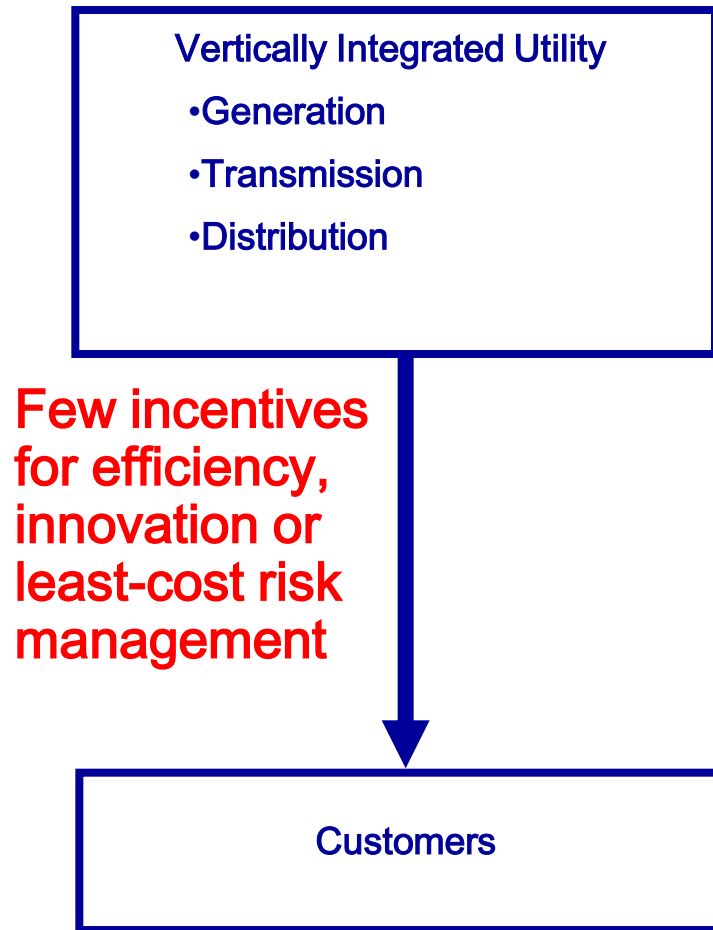 Vertically Integrated Utility
•Generation
•Transmission
•Distribution
Few incentives
for efficiency,
innovation or
least-cost risk
management
Customers